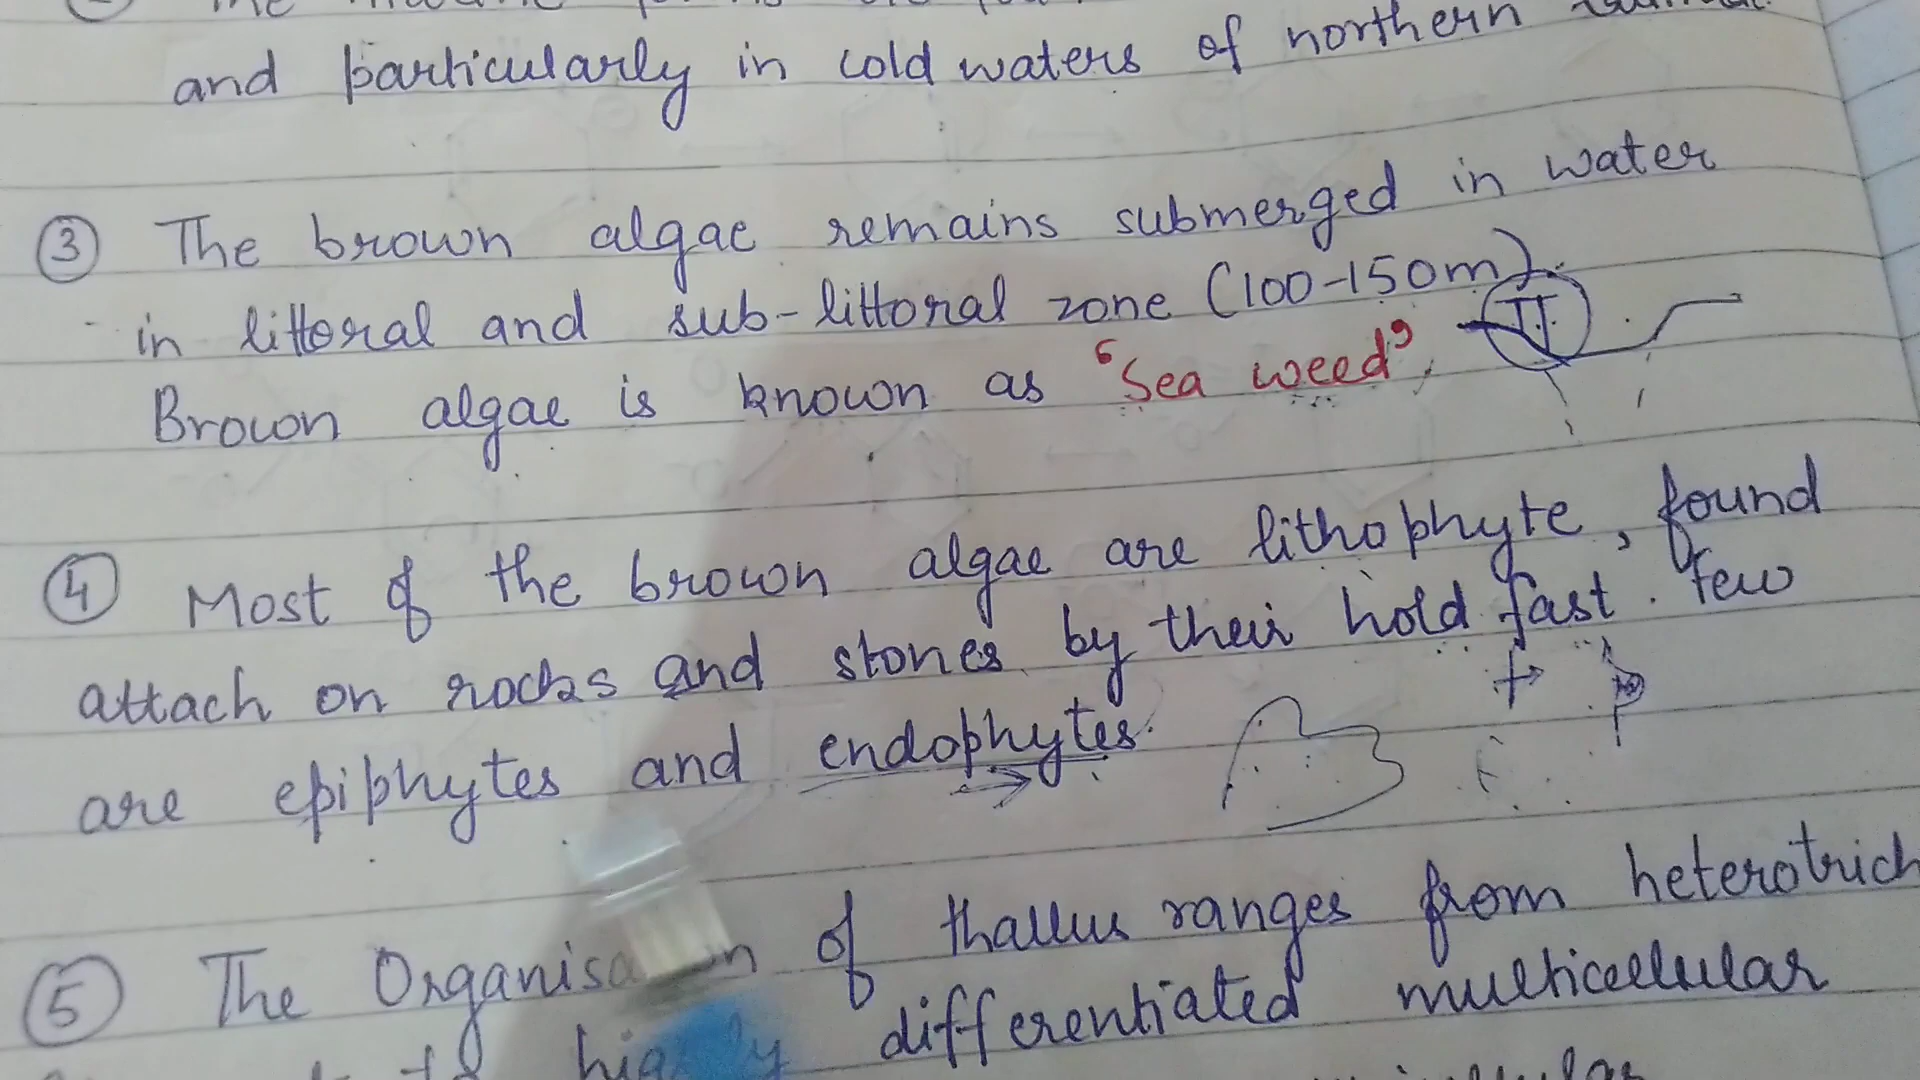 and particularly in cold waters of northern
③ The brown algae remains submerged in water
in littoral and sub-littoral zone (100-150m).
Brown algae is known as 'Sea weed',
④ Most of the brown algae are lithophyte, found
attach on rocks and stones by their hold fast. Few
are epiphytes and endophytes.
⑤ The Organisa n of thallus ranges from heterotrich
differentiated multicellular